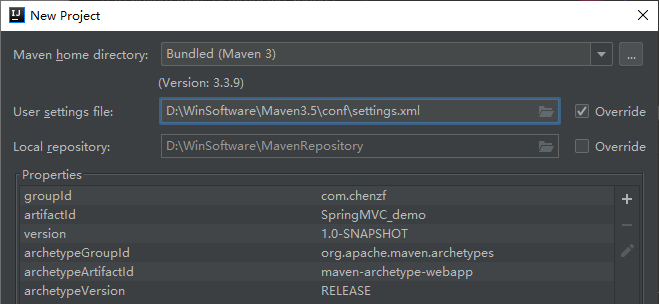 New Project
Maven home directory: Bundled (Maven 3) ...
(Version: 3.3.9)
User settings file: D:\WinSoftware\Maven3.5\conf\settings.xml Override
Local repository: D:\WinSoftware\MavenRepository Override
Properties
groupId com.chenzf
artifactId SpringMVC_demo
version 1.0-SNAPSHOT
archetypeGroupId org.apache.maven.archetypes
archetypeArtifactId maven-archetype-webapp
archetypeVersion RELEASE